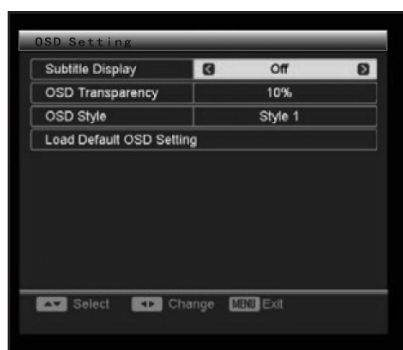 OSD Setting
Subtitle Display Off
OSD Transparency 10%
OSD Style Style 1
Load Default OSD Setting
Select Change MENU Exit